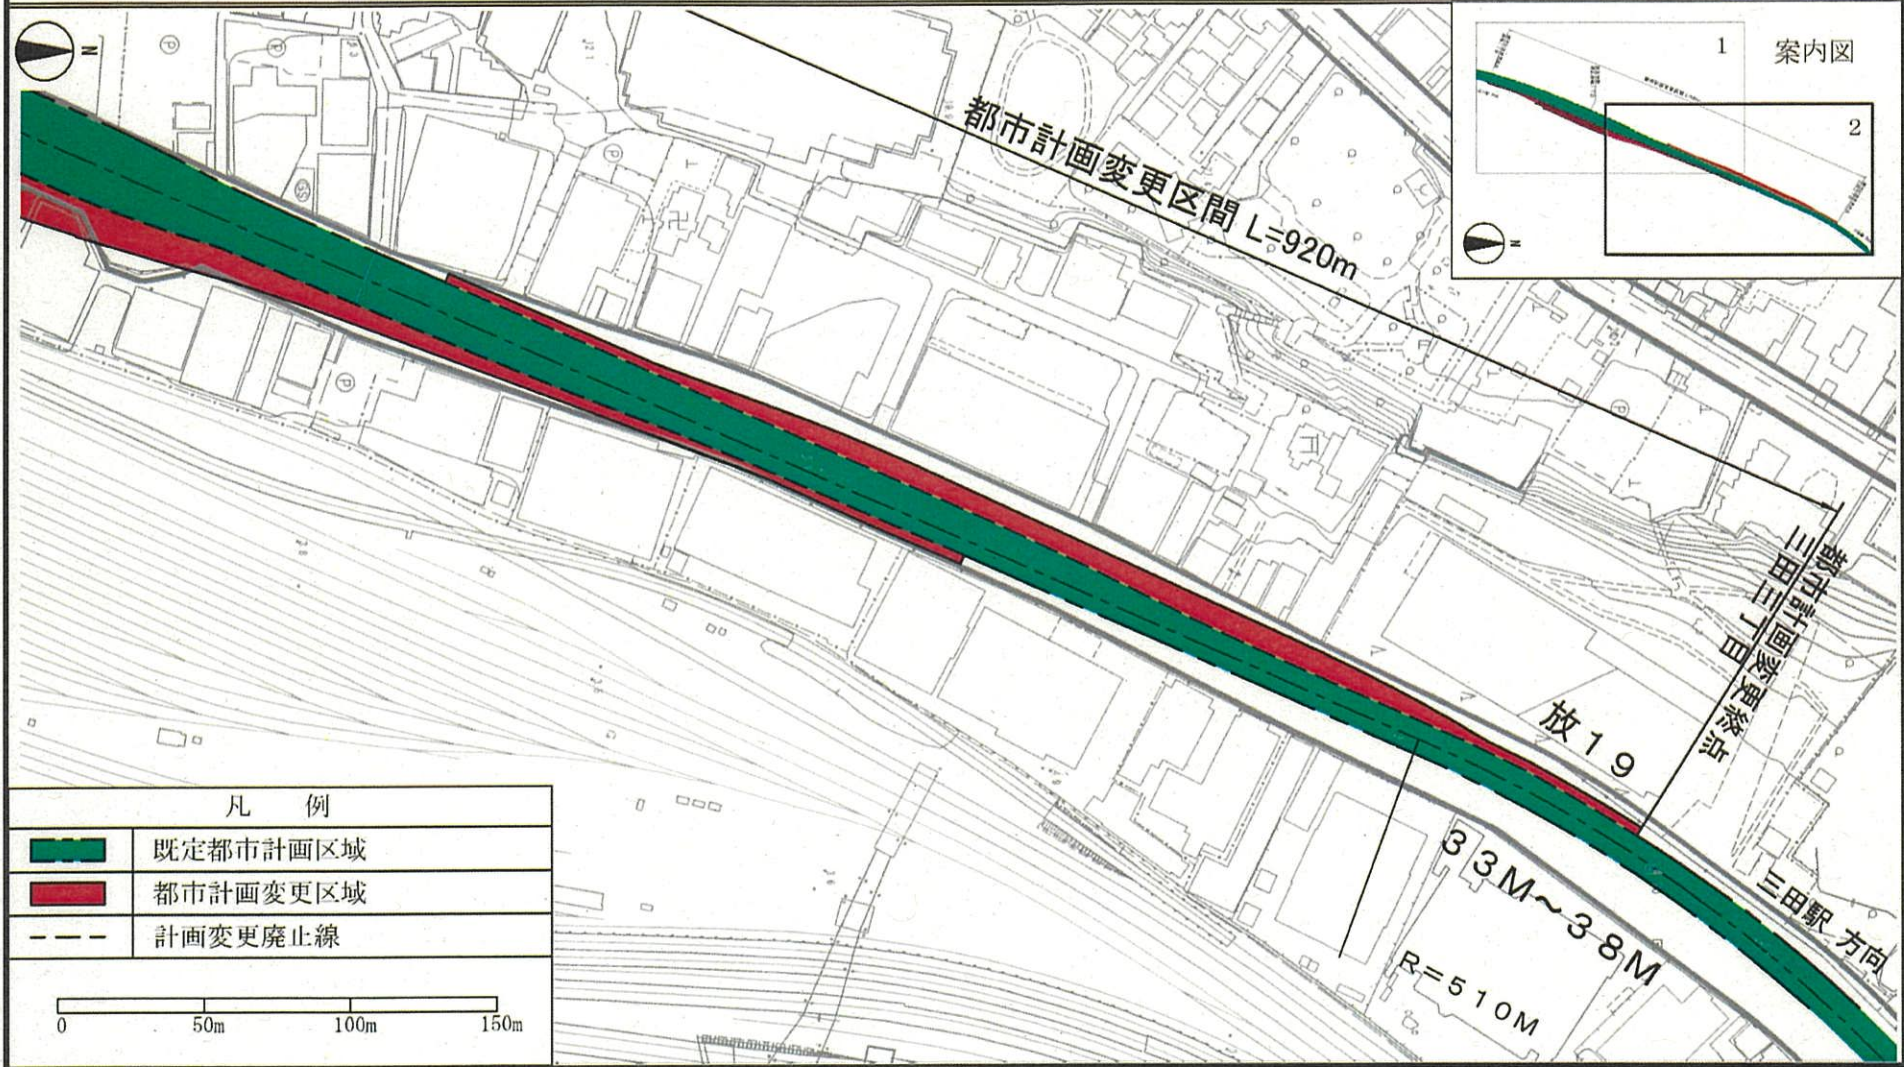 N
1
案内図
2
N
都市計画変更区間 L=920m
都市計画変更終点
三田三丁目
放19
33M~38M
R=510M
三田駅 方向
凡 例
既定都市計画区域
都市計画変更区域
計画変更廃止線
0 50m 100m 150m